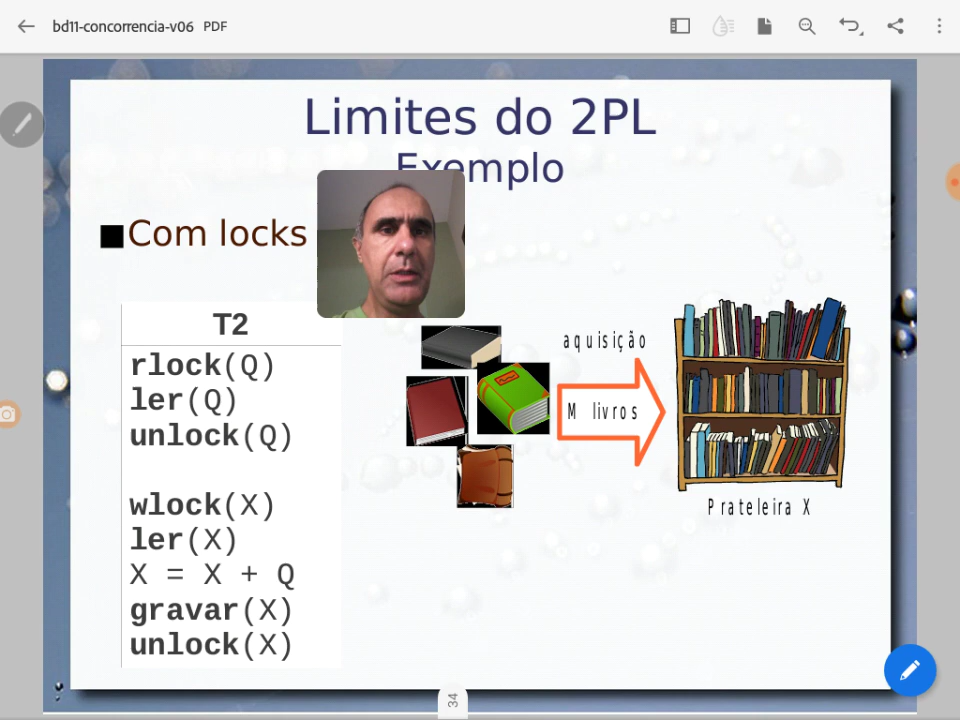 bd11-concorrencia-v06 PDF
Limites do 2PL
Exemplo
Com locks
T2
rlock(Q)
ler(Q)
unlock(Q)
wlock(X)
ler(X)
X = X + Q
gravar(X)
unlock(X)
aquisição
M livros
Prateleira X
34